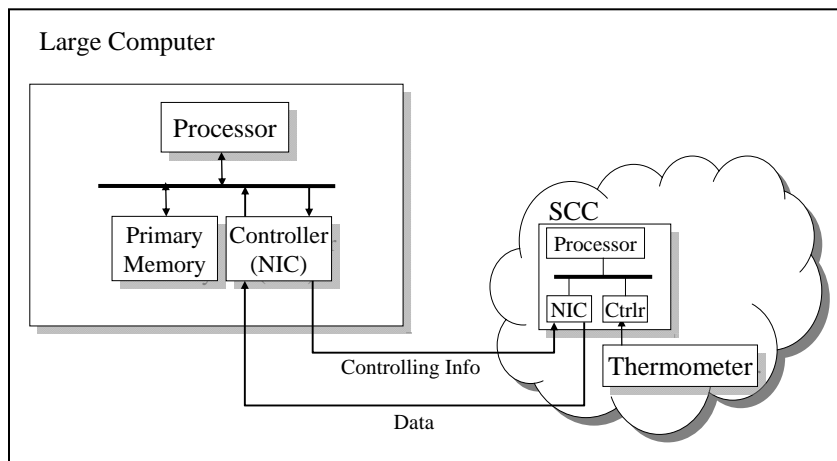 Large Computer
Processor
Primary
Memory
Controller
(NIC)
SCC
Processor
NIC
Ctrlr
Thermometer
Controlling Info
Data